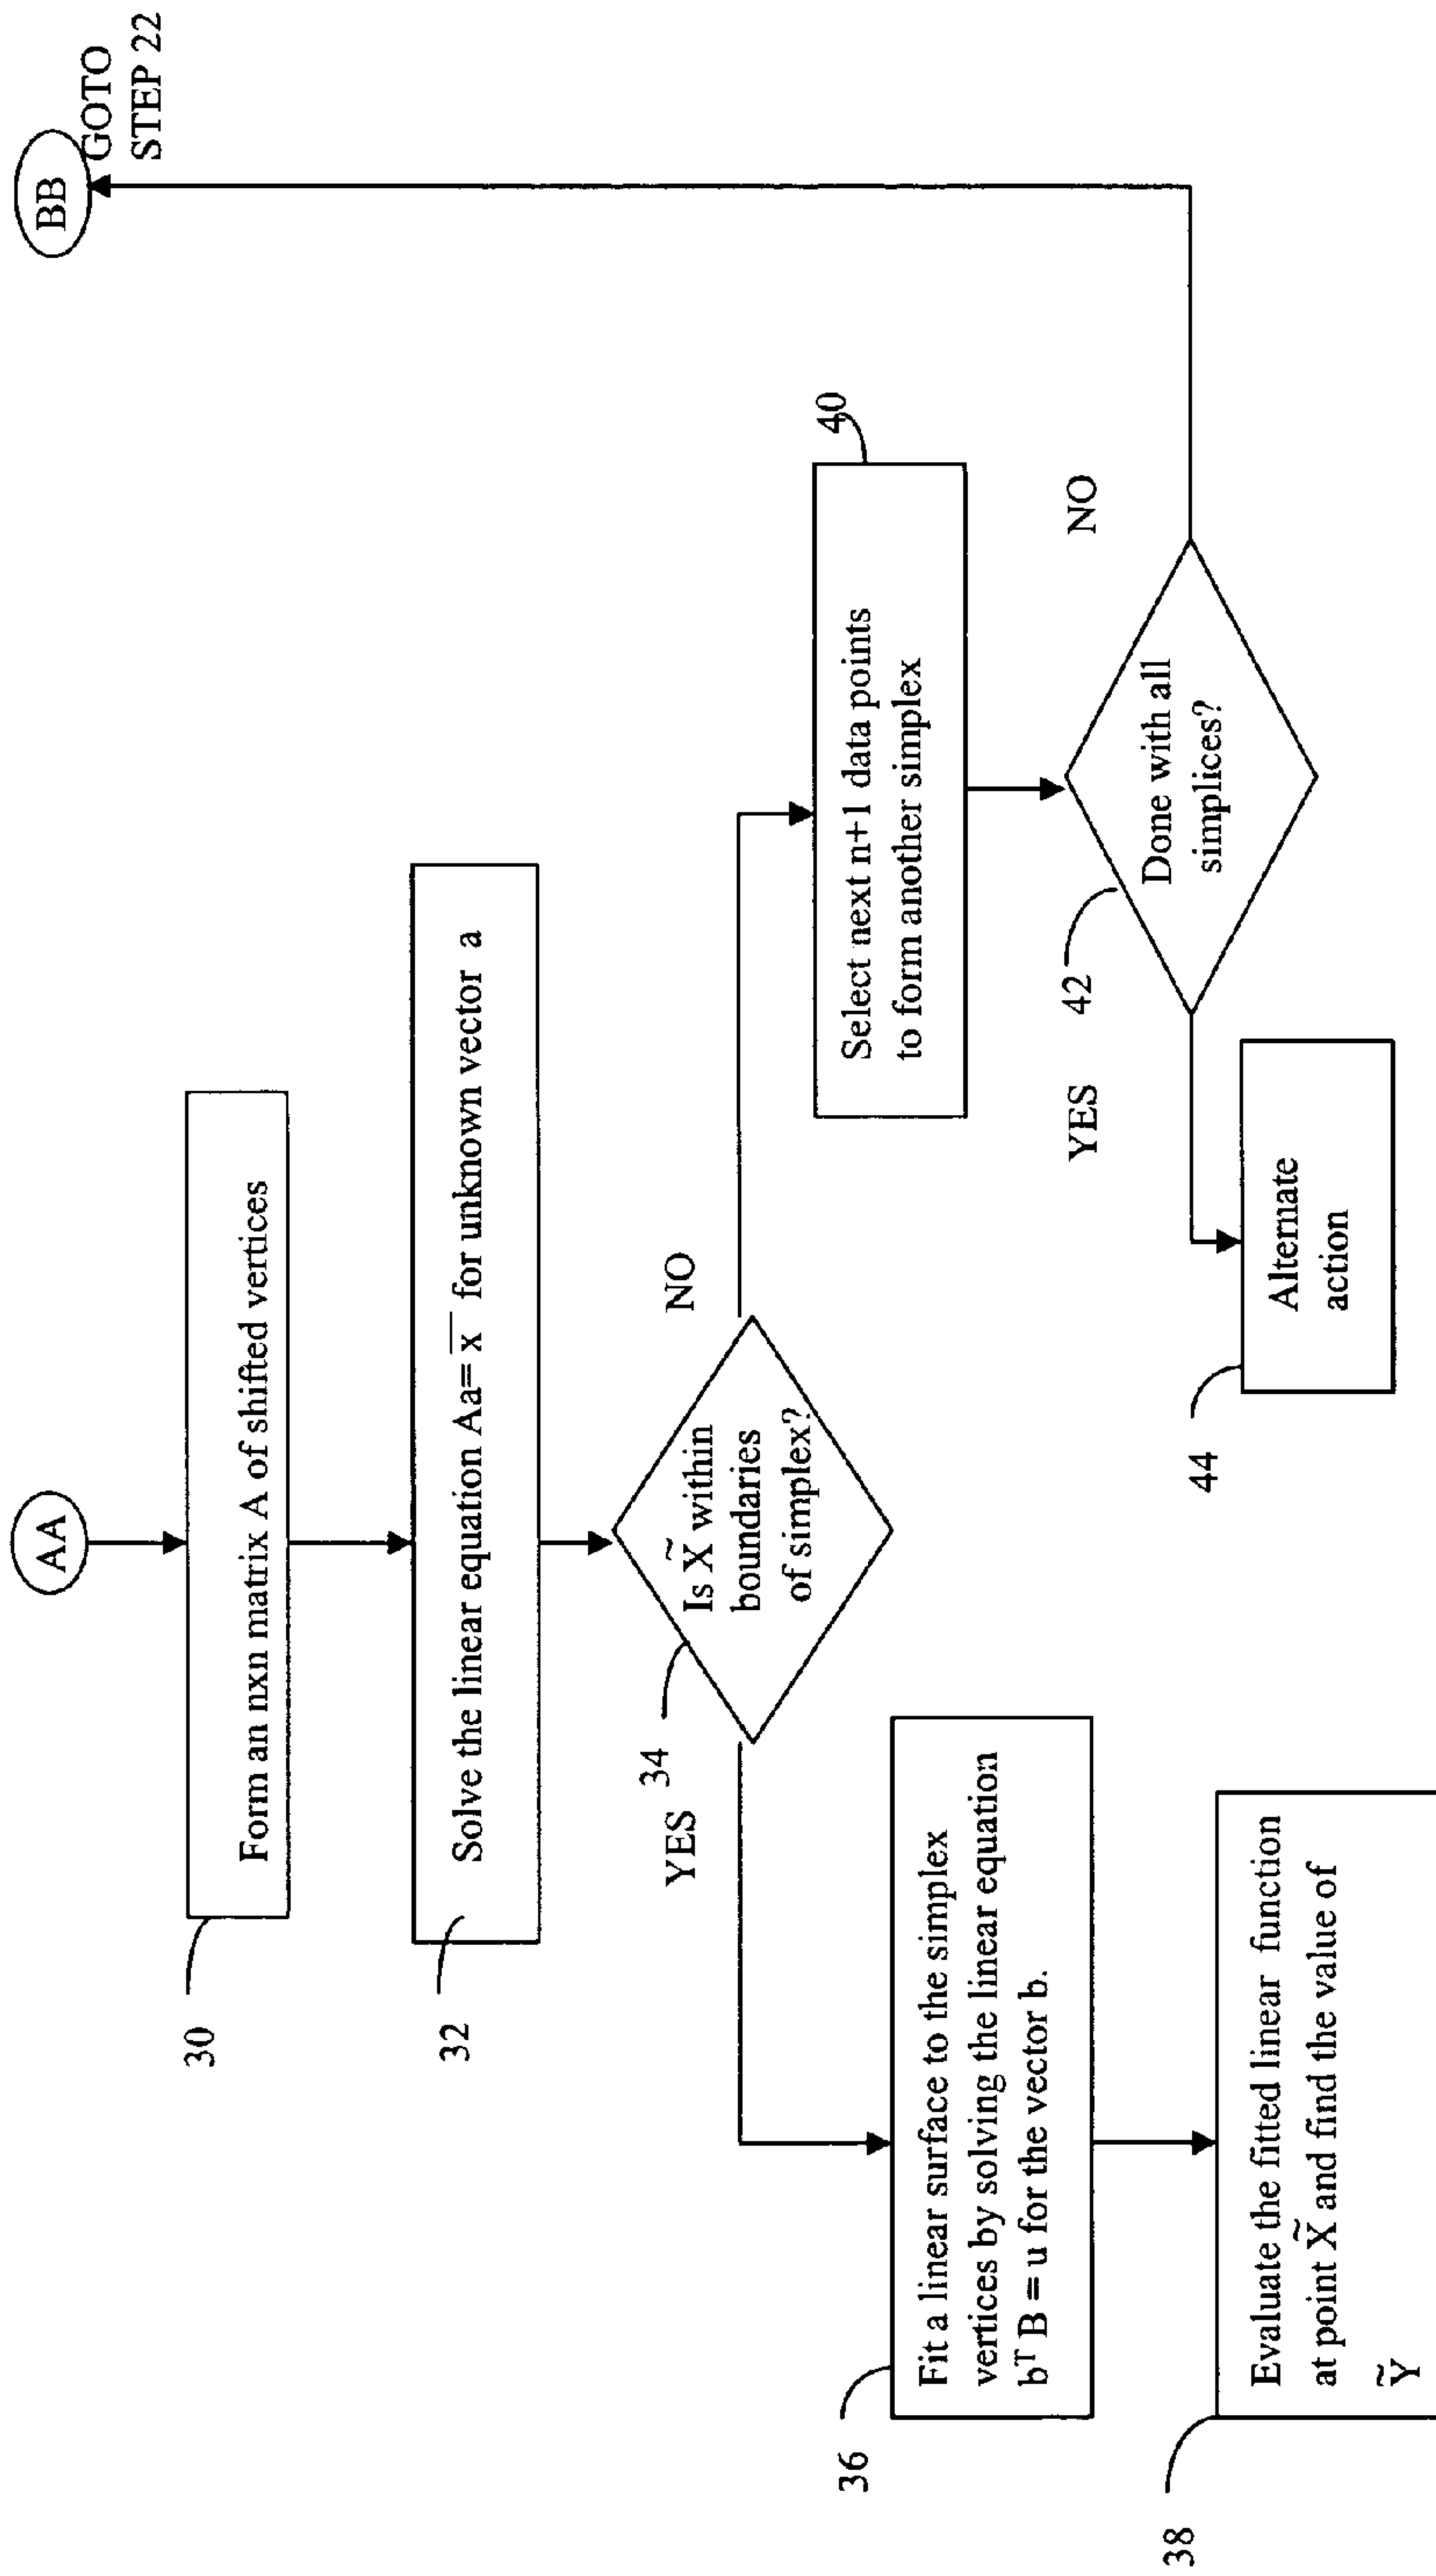 AA
BB
GOTO
STEP 22
30
Form an nxn matrix A of shifted vertices
32
Solve the linear equation Aa= x̄ for unknown vector a
34
Is X̃ within
boundaries
of simplex?
YES
NO
36
Fit a linear surface to the simplex
vertices by solving the linear equation
bᵀ B = u for the vector b.
38
Evaluate the fitted linear function
at point X̃ and find the value of
Ỹ
40
Select next n+1 data points
to form another simplex
42
Done with all
simplices?
YES
NO
44
Alternate
action